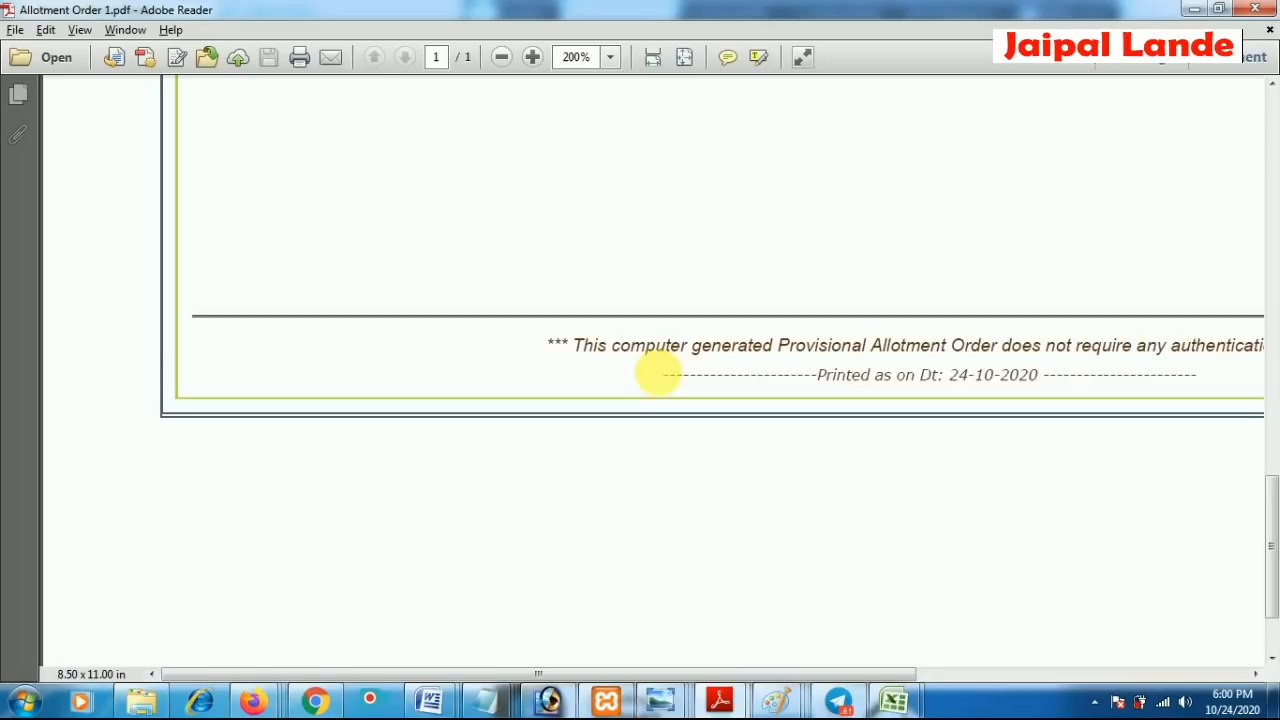 Allotment Order 1.pdf - Adobe Reader
File Edit View Window Help
Jaipal Lande
Open 1 / 1 200%
*** This computer generated Provisional Allotment Order does not require any authenticati
-----------------------Printed as on Dt: 24-10-2020 -----------------------
8.50 x 11.00 in
6:00 PM
10/24/2020